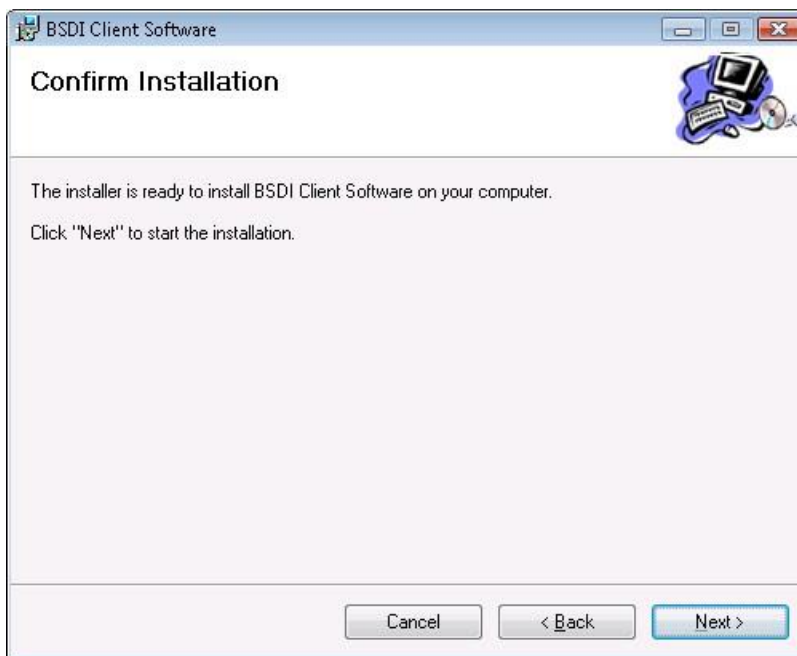 BSDI Client Software
Confirm Installation
The installer is ready to install BSDI Client Software on your computer.
Click "Next" to start the installation.
Cancel
< Back
Next >